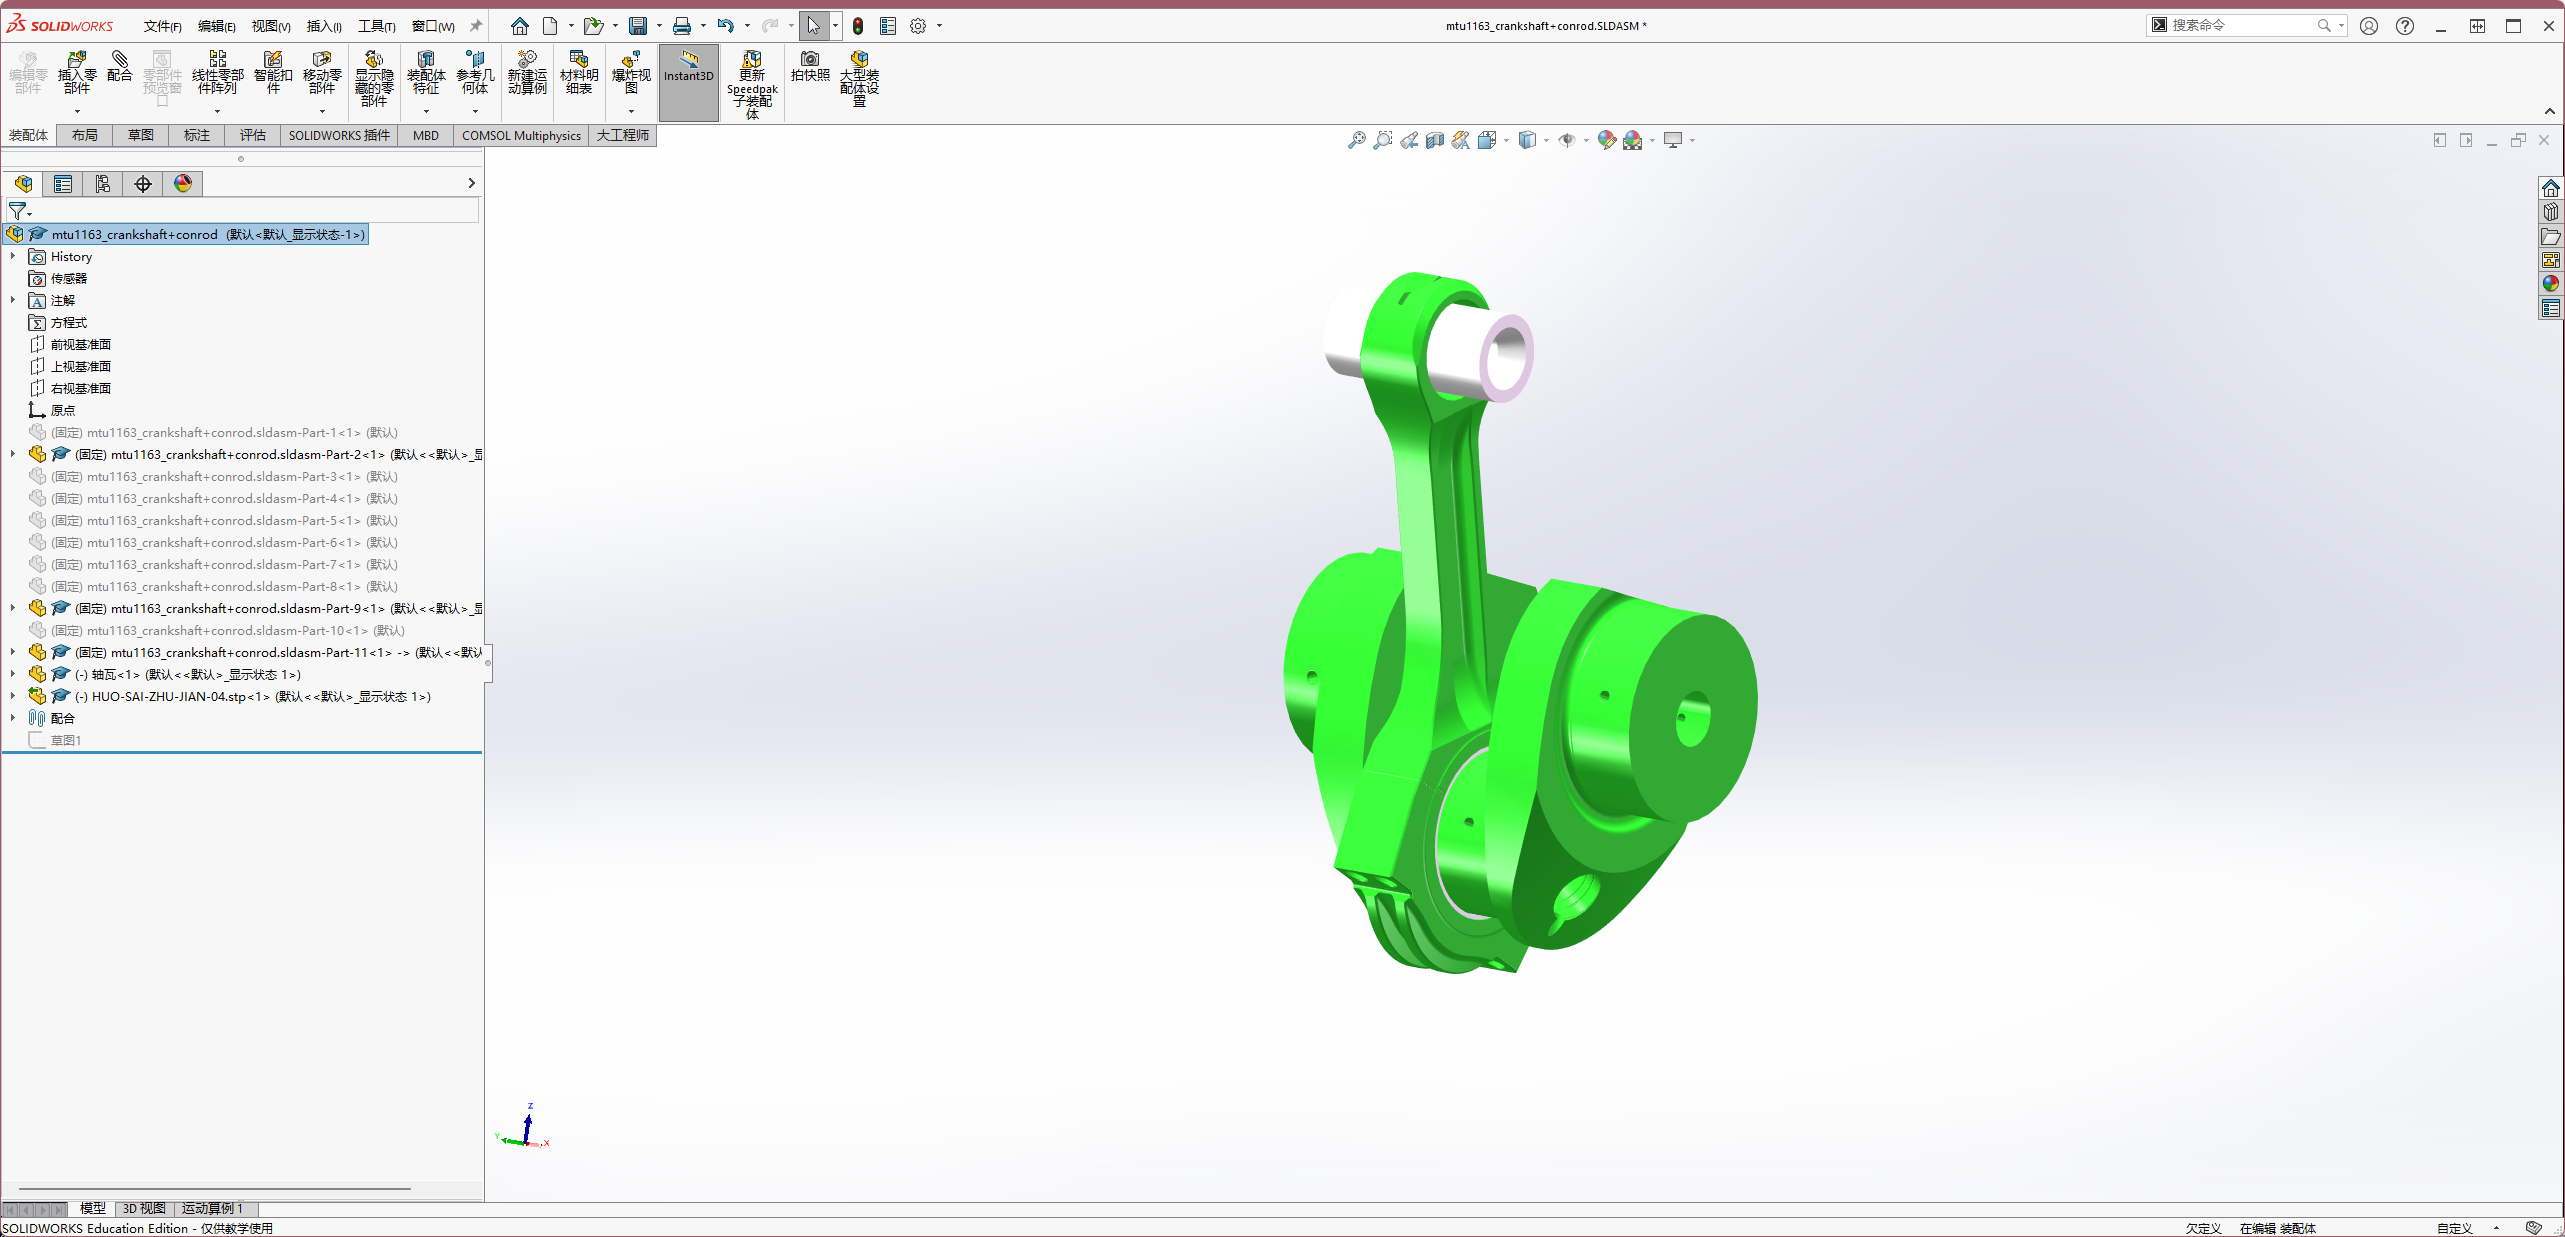 SOLIDWORKS 文件(F) 编辑(E) 视图(V) 插入(I) 工具(T) 窗口(W) mtu1163_crankshaft+conrod.SLDASM * 搜索命令
编辑零部件 插入零部件 配合 零部件预览窗口 线性零部件阵列 智能扣件 移动零部件 显示隐藏的零部件 装配体特征 参考几何体 新建运动算例 材料明细表 爆炸视图 Instant3D 更新 Speedpak 子装配体 拍快照 大型装配体设置
装配体 布局 草图 标注 评估 SOLIDWORKS 插件 MBD COMSOL Multiphysics 大工程师
mtu1163_crankshaft+conrod (默认<默认_显示状态-1>)
History
传感器
注解
方程式
前视基准面
上视基准面
右视基准面
原点
(固定) mtu1163_crankshaft+conrod.sldasm-Part-1<1> (默认)
(固定) mtu1163_crankshaft+conrod.sldasm-Part-2<1> (默认<<默认>_显
(固定) mtu1163_crankshaft+conrod.sldasm-Part-3<1> (默认)
(固定) mtu1163_crankshaft+conrod.sldasm-Part-4<1> (默认)
(固定) mtu1163_crankshaft+conrod.sldasm-Part-5<1> (默认)
(固定) mtu1163_crankshaft+conrod.sldasm-Part-6<1> (默认)
(固定) mtu1163_crankshaft+conrod.sldasm-Part-7<1> (默认)
(固定) mtu1163_crankshaft+conrod.sldasm-Part-8<1> (默认)
(固定) mtu1163_crankshaft+conrod.sldasm-Part-9<1> (默认<<默认>_显
(固定) mtu1163_crankshaft+conrod.sldasm-Part-10<1> (默认)
(固定) mtu1163_crankshaft+conrod.sldasm-Part-11<1> -> (默认<<默认
(-) 轴瓦<1> (默认<<默认>_显示状态 1>)
(-) HUO-SAI-ZHU-JIAN-04.stp<1> (默认<<默认>_显示状态 1>)
配合
草图1
Z
Y X
模型 3D 视图 运动算例 1
SOLIDWORKS Education Edition - 仅供教学使用 欠定义 在编辑 装配体 自定义